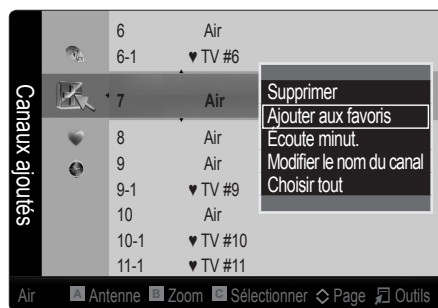 Canaux ajoutés
6 Air
6-1 ♥ TV #6
7 Air
8 Air
9 Air
9-1 ♥ TV #9
10 Air
10-1 ♥ TV #10
11-1 ♥ TV #11
Supprimer
Ajouter aux favoris
Écoute minut.
Modifier le nom du canal
Choisir tout
Air A Antenne B Zoom C Sélectionner Page Outils